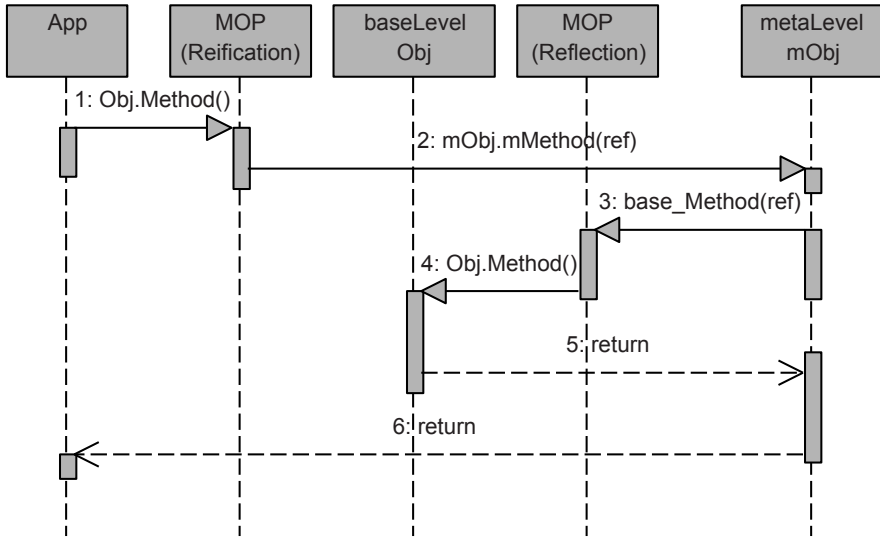 App
MOP
(Reification)
baseLevel
Obj
MOP
(Reflection)
metaLevel
mObj
1: Obj.Method()
2: mObj.mMethod(ref)
3: base_Method(ref)
4: Obj.Method()
5: return
6: return